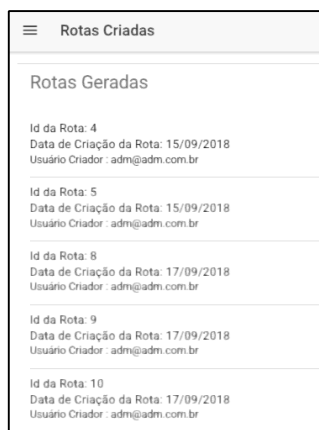 Rotas Criadas
Rotas Geradas
Id da Rota: 4
Data de Criação da Rota: 15/09/2018
Usuário Criador : adm@adm.com.br
Id da Rota: 5
Data de Criação da Rota: 15/09/2018
Usuário Criador : adm@adm.com.br
Id da Rota: 8
Data de Criação da Rota: 17/09/2018
Usuário Criador : adm@adm.com.br
Id da Rota: 9
Data de Criação da Rota: 17/09/2018
Usuário Criador : adm@adm.com.br
Id da Rota: 10
Data de Criação da Rota: 17/09/2018
Usuário Criador : adm@adm.com.br